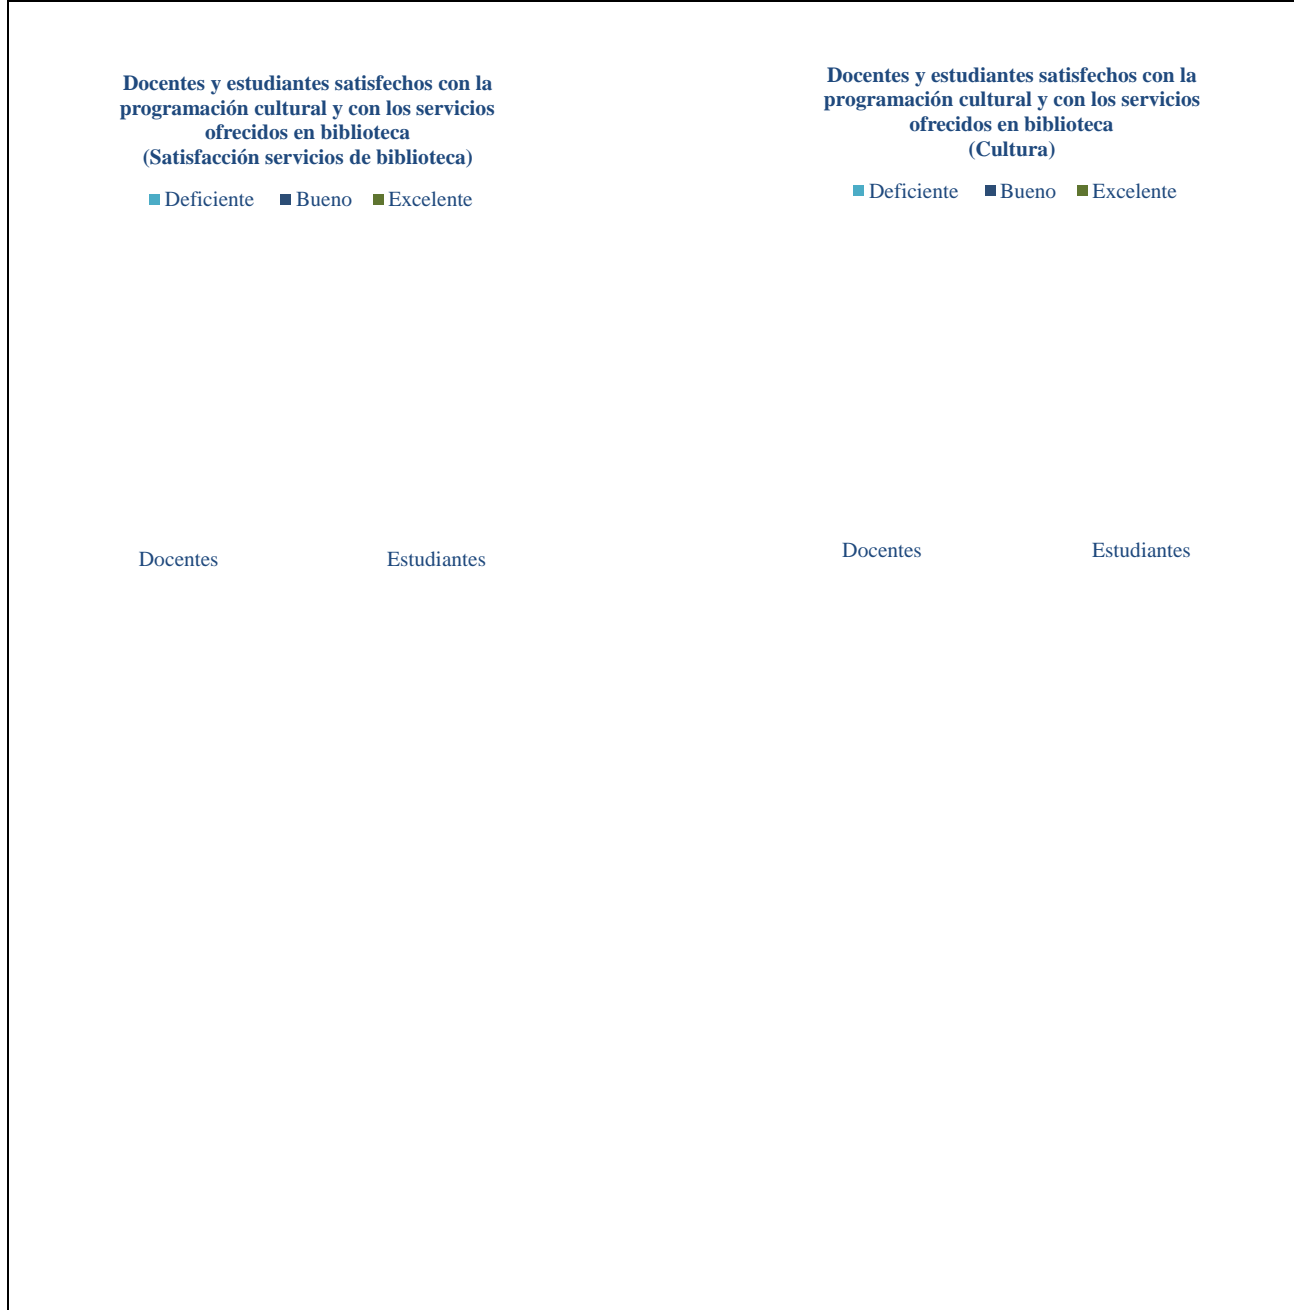 Docentes y estudiantes satisfechos con la
programación cultural y con los servicios
ofrecidos en biblioteca
(Satisfacción servicios de biblioteca)
Deficiente Bueno Excelente
Docentes Estudiantes
Docentes y estudiantes satisfechos con la
programación cultural y con los servicios
ofrecidos en biblioteca
(Cultura)
Deficiente Bueno Excelente
Docentes Estudiantes